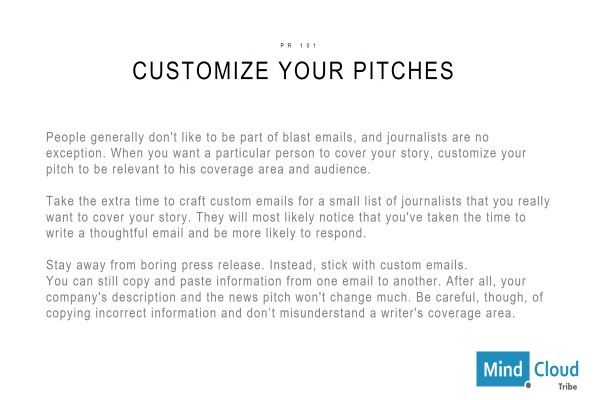 PR 101
CUSTOMIZE YOUR PITCHES
People generally don't like to be part of blast emails, and journalists are no
exception. When you want a particular person to cover your story, customize your
pitch to be relevant to his coverage area and audience.
Take the extra time to craft custom emails for a small list of journalists that you really
want to cover your story. They will most likely notice that you've taken the time to
write a thoughtful email and be more likely to respond.
Stay away from boring press release. Instead, stick with custom emails.
You can still copy and paste information from one email to another. After all, your
company's description and the news pitch won't change much. Be careful, though, of
copying incorrect information and don’t misunderstand a writer's coverage area.
Mind.Cloud
Tribe